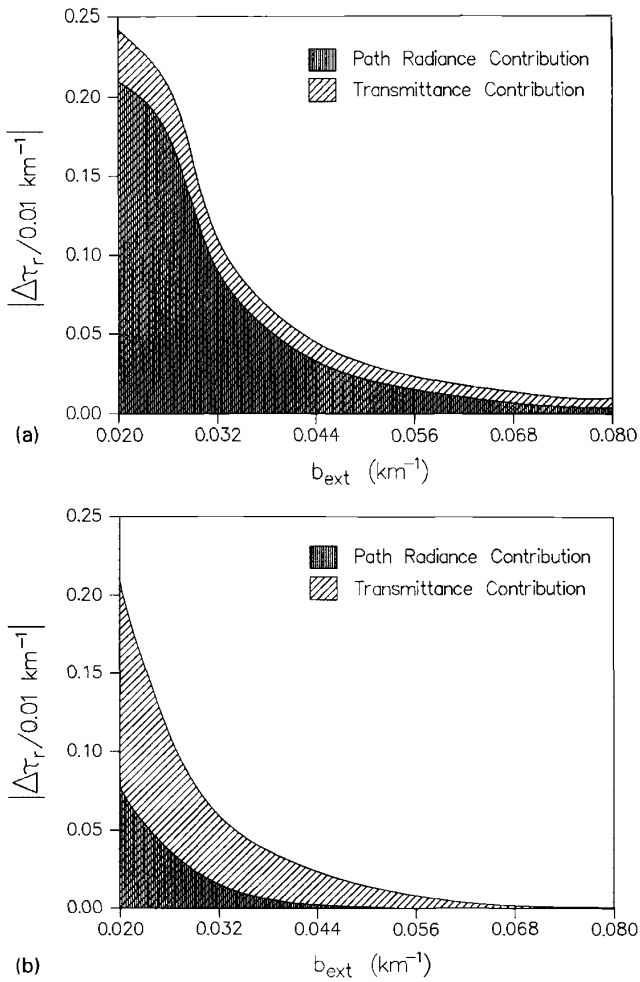 0.25
Path Radiance Contribution
Transmittance Contribution
0.20
0.15
0.10
0.05
0.00
|Δτr/0.01 km⁻¹|
(a)
0.020 0.032 0.044 0.056 0.068 0.080
bext (km⁻¹)
0.25
Path Radiance Contribution
Transmittance Contribution
0.20
0.15
0.10
0.05
0.00
|Δτr/0.01 km⁻¹|
(b)
0.020 0.032 0.044 0.056 0.068 0.080
bext (km⁻¹)